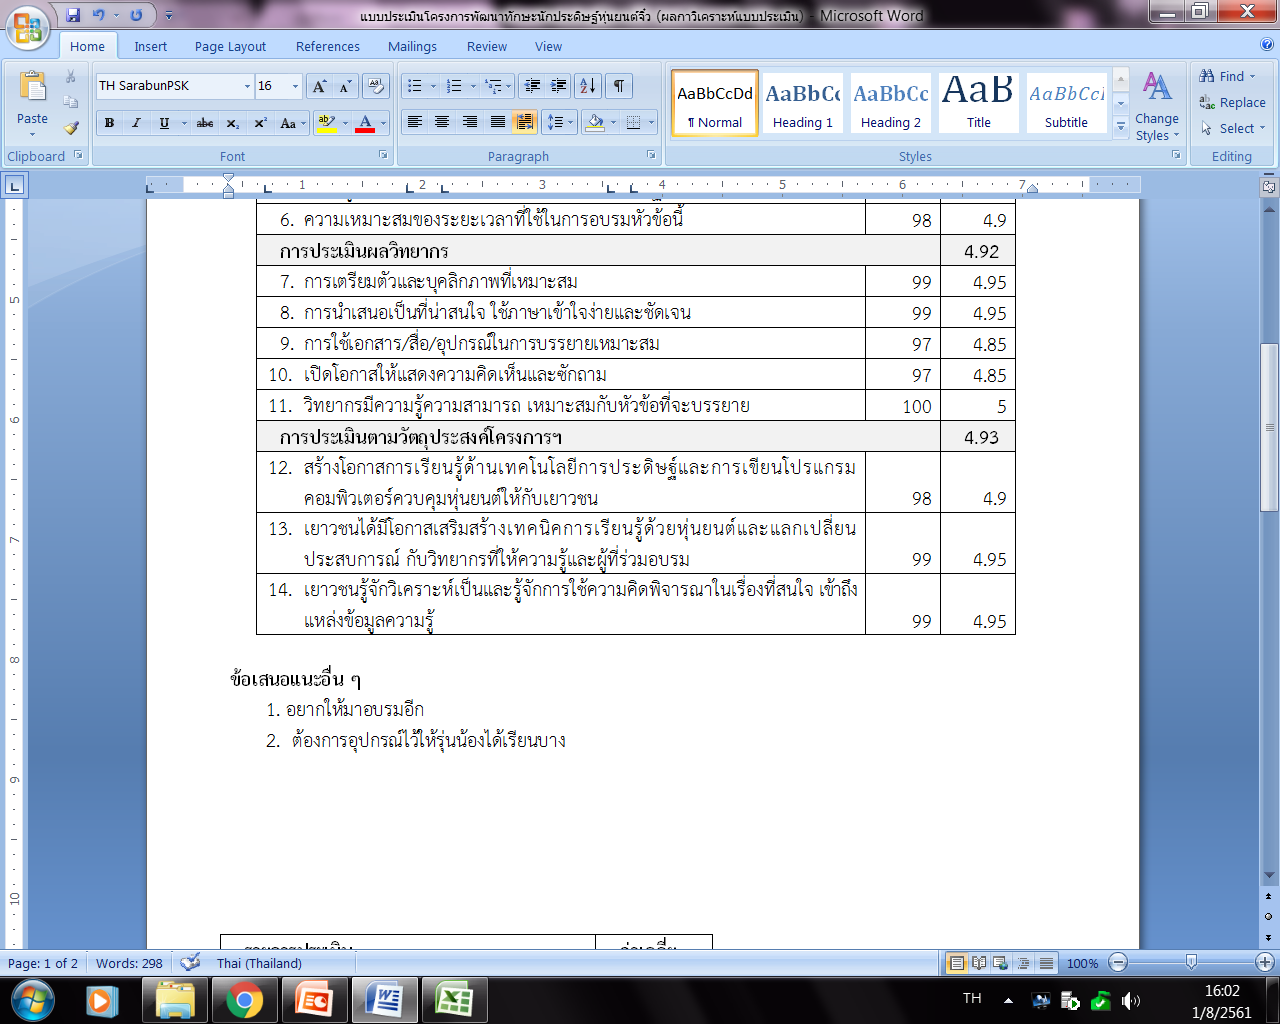 แบบประเมินโครงการพัฒนาทักษะนักประดิษฐ์หุ่นยนต์จิ๋ว (ผลการวิเคราะห์แบบประเมิน) - Microsoft Word
Home Insert Page Layout References Mailings Review View
TH SarabunPSK 16
AaBbCcDd AaBbCc AaBbCc AaB AaBbCcI
¶ Normal Heading 1 Heading 2 Title Subtitle
Paste
Change Styles
Find
Replace
Select
Clipboard Font Paragraph Styles Editing
1 2 3 4 5 6 7
6. ความเหมาะสมของระยะเวลาที่ใช้ในการอบรมหัวข้อนี้ 98 4.9
การประเมินผลวิทยากร 4.92
7. การเตรียมตัวและบุคลิกภาพที่เหมาะสม 99 4.95
8. การนำเสนอเป็นที่น่าสนใจ ใช้ภาษาเข้าใจง่ายและชัดเจน 99 4.95
9. การใช้เอกสาร/สื่อ/อุปกรณ์ในการบรรยายเหมาะสม 97 4.85
10. เปิดโอกาสให้แสดงความคิดเห็นและซักถาม 97 4.85
11. วิทยากรมีความรู้ความสามารถ เหมาะสมกับหัวข้อที่จะบรรยาย 100 5
การประเมินตามวัตถุประสงค์โครงการฯ 4.93
12. สร้างโอกาสการเรียนรู้ด้านเทคโนโลยีการประดิษฐ์และการเขียนโปรแกรม
คอมพิวเตอร์ควบคุมหุ่นยนต์ให้กับเยาวชน 98 4.9
13. เยาวชนได้มีโอกาสเสริมสร้างเทคนิคการเรียนรู้ด้วยหุ่นยนต์และแลกเปลี่ยน
ประสบการณ์ กับวิทยากรที่ให้ความรู้และผู้ที่ร่วมอบรม 99 4.95
14. เยาวชนรู้จักวิเคราะห์เป็นและรู้จักการใช้ความคิดพิจารณาในเรื่องที่สนใจ เข้าถึง
แหล่งข้อมูลความรู้ 99 4.95
ข้อเสนอแนะอื่น ๆ
1. อยากให้มาอบรมอีก
2. ต้องการอุปกรณ์ไว้ให้รุ่นน้องได้เรียนบาง
รายการประเมิน ค่าเฉลี่ย
Page: 1 of 2 Words: 298 Thai (Thailand) 100%
TH 16:02
1/8/2561